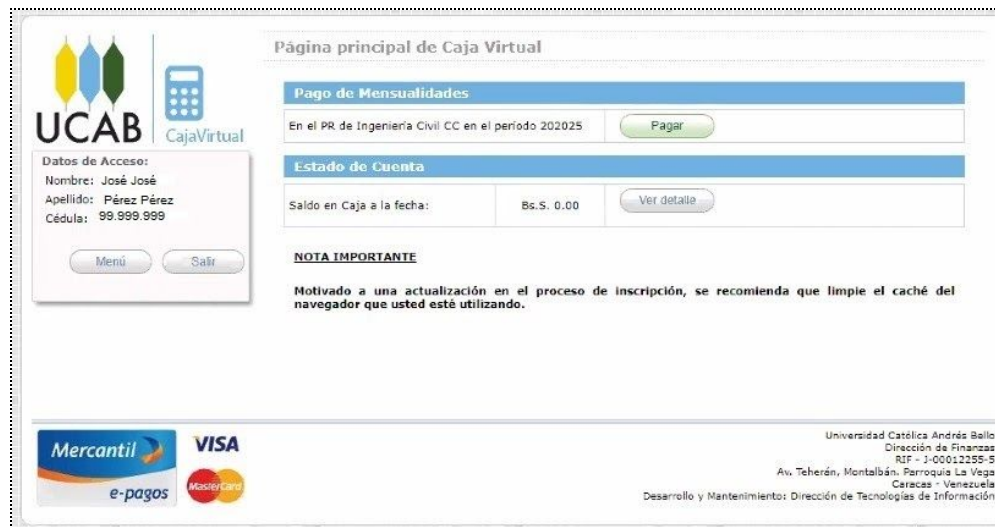 UCAB
CajaVirtual
Datos de Acceso:
Nombre: José José
Apellido: Pérez Pérez
Cédula: 99.999.999
Menú
Salir
Página principal de Caja Virtual
Pago de Mensualidades
En el PR de Ingeniería Civil CC en el período 202025
Pagar
Estado de Cuenta
Saldo en Caja a la fecha:
Bs.S. 0.00
Ver detalle
NOTA IMPORTANTE
Motivado a una actualización en el proceso de inscripción, se recomienda que limpie el caché del
navegador que usted esté utilizando.
Mercantil
e-pagos
VISA
MasterCard
Universidad Católica Andrés Bello
Dirección de Finanzas
RIF - J-00012255-5
Av. Teherán, Montalbán. Parroquia La Vega
Caracas - Venezuela
Desarrollo y Mantenimiento: Dirección de Tecnologías de Información